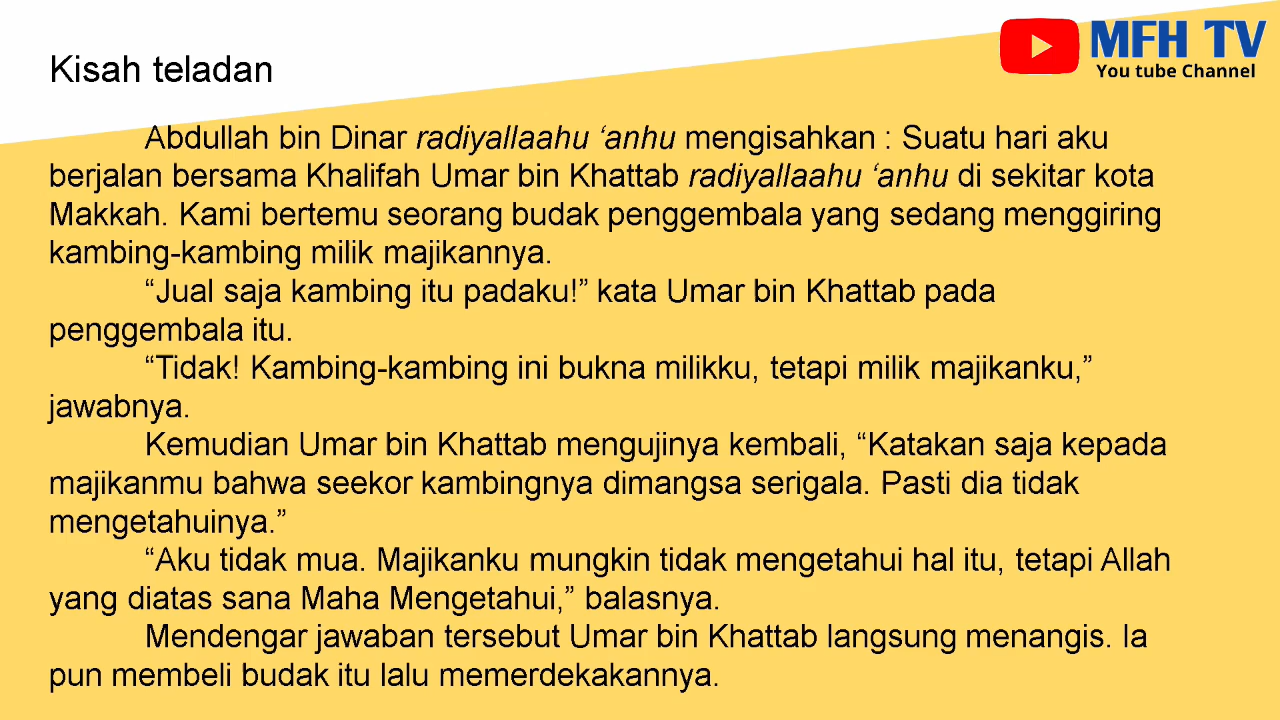 MFH TV
You tube Channel
Kisah teladan
Abdullah bin Dinar radiyallaahu ‘anhu mengisahkan : Suatu hari aku
berjalan bersama Khalifah Umar bin Khattab radiyallaahu ‘anhu di sekitar kota
Makkah. Kami bertemu seorang budak penggembala yang sedang menggiring
kambing-kambing milik majikannya.
“Jual saja kambing itu padaku!” kata Umar bin Khattab pada
penggembala itu.
“Tidak! Kambing-kambing ini bukna milikku, tetapi milik majikanku,”
jawabnya.
Kemudian Umar bin Khattab mengujinya kembali, “Katakan saja kepada
majikanmu bahwa seekor kambingnya dimangsa serigala. Pasti dia tidak
mengetahuinya.”
“Aku tidak mua. Majikanku mungkin tidak mengetahui hal itu, tetapi Allah
yang diatas sana Maha Mengetahui,” balasnya.
Mendengar jawaban tersebut Umar bin Khattab langsung menangis. Ia
pun membeli budak itu lalu memerdekakannya.